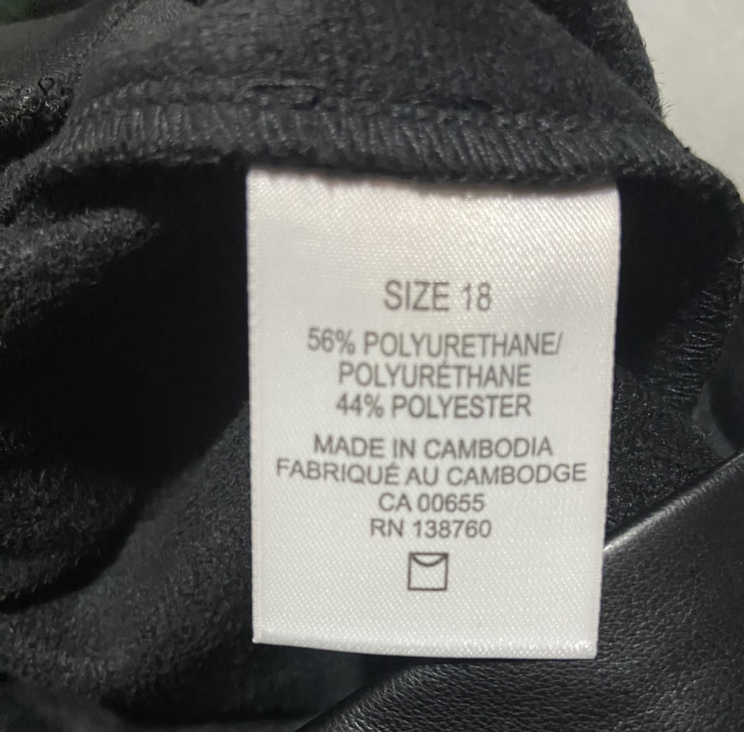 SIZE 18
56% POLYURETHANE/
POLYURÉTHANE
44% POLYESTER
MADE IN CAMBODIA
FABRIQUÉ AU CAMBODGE
CA 00655
RN 138760